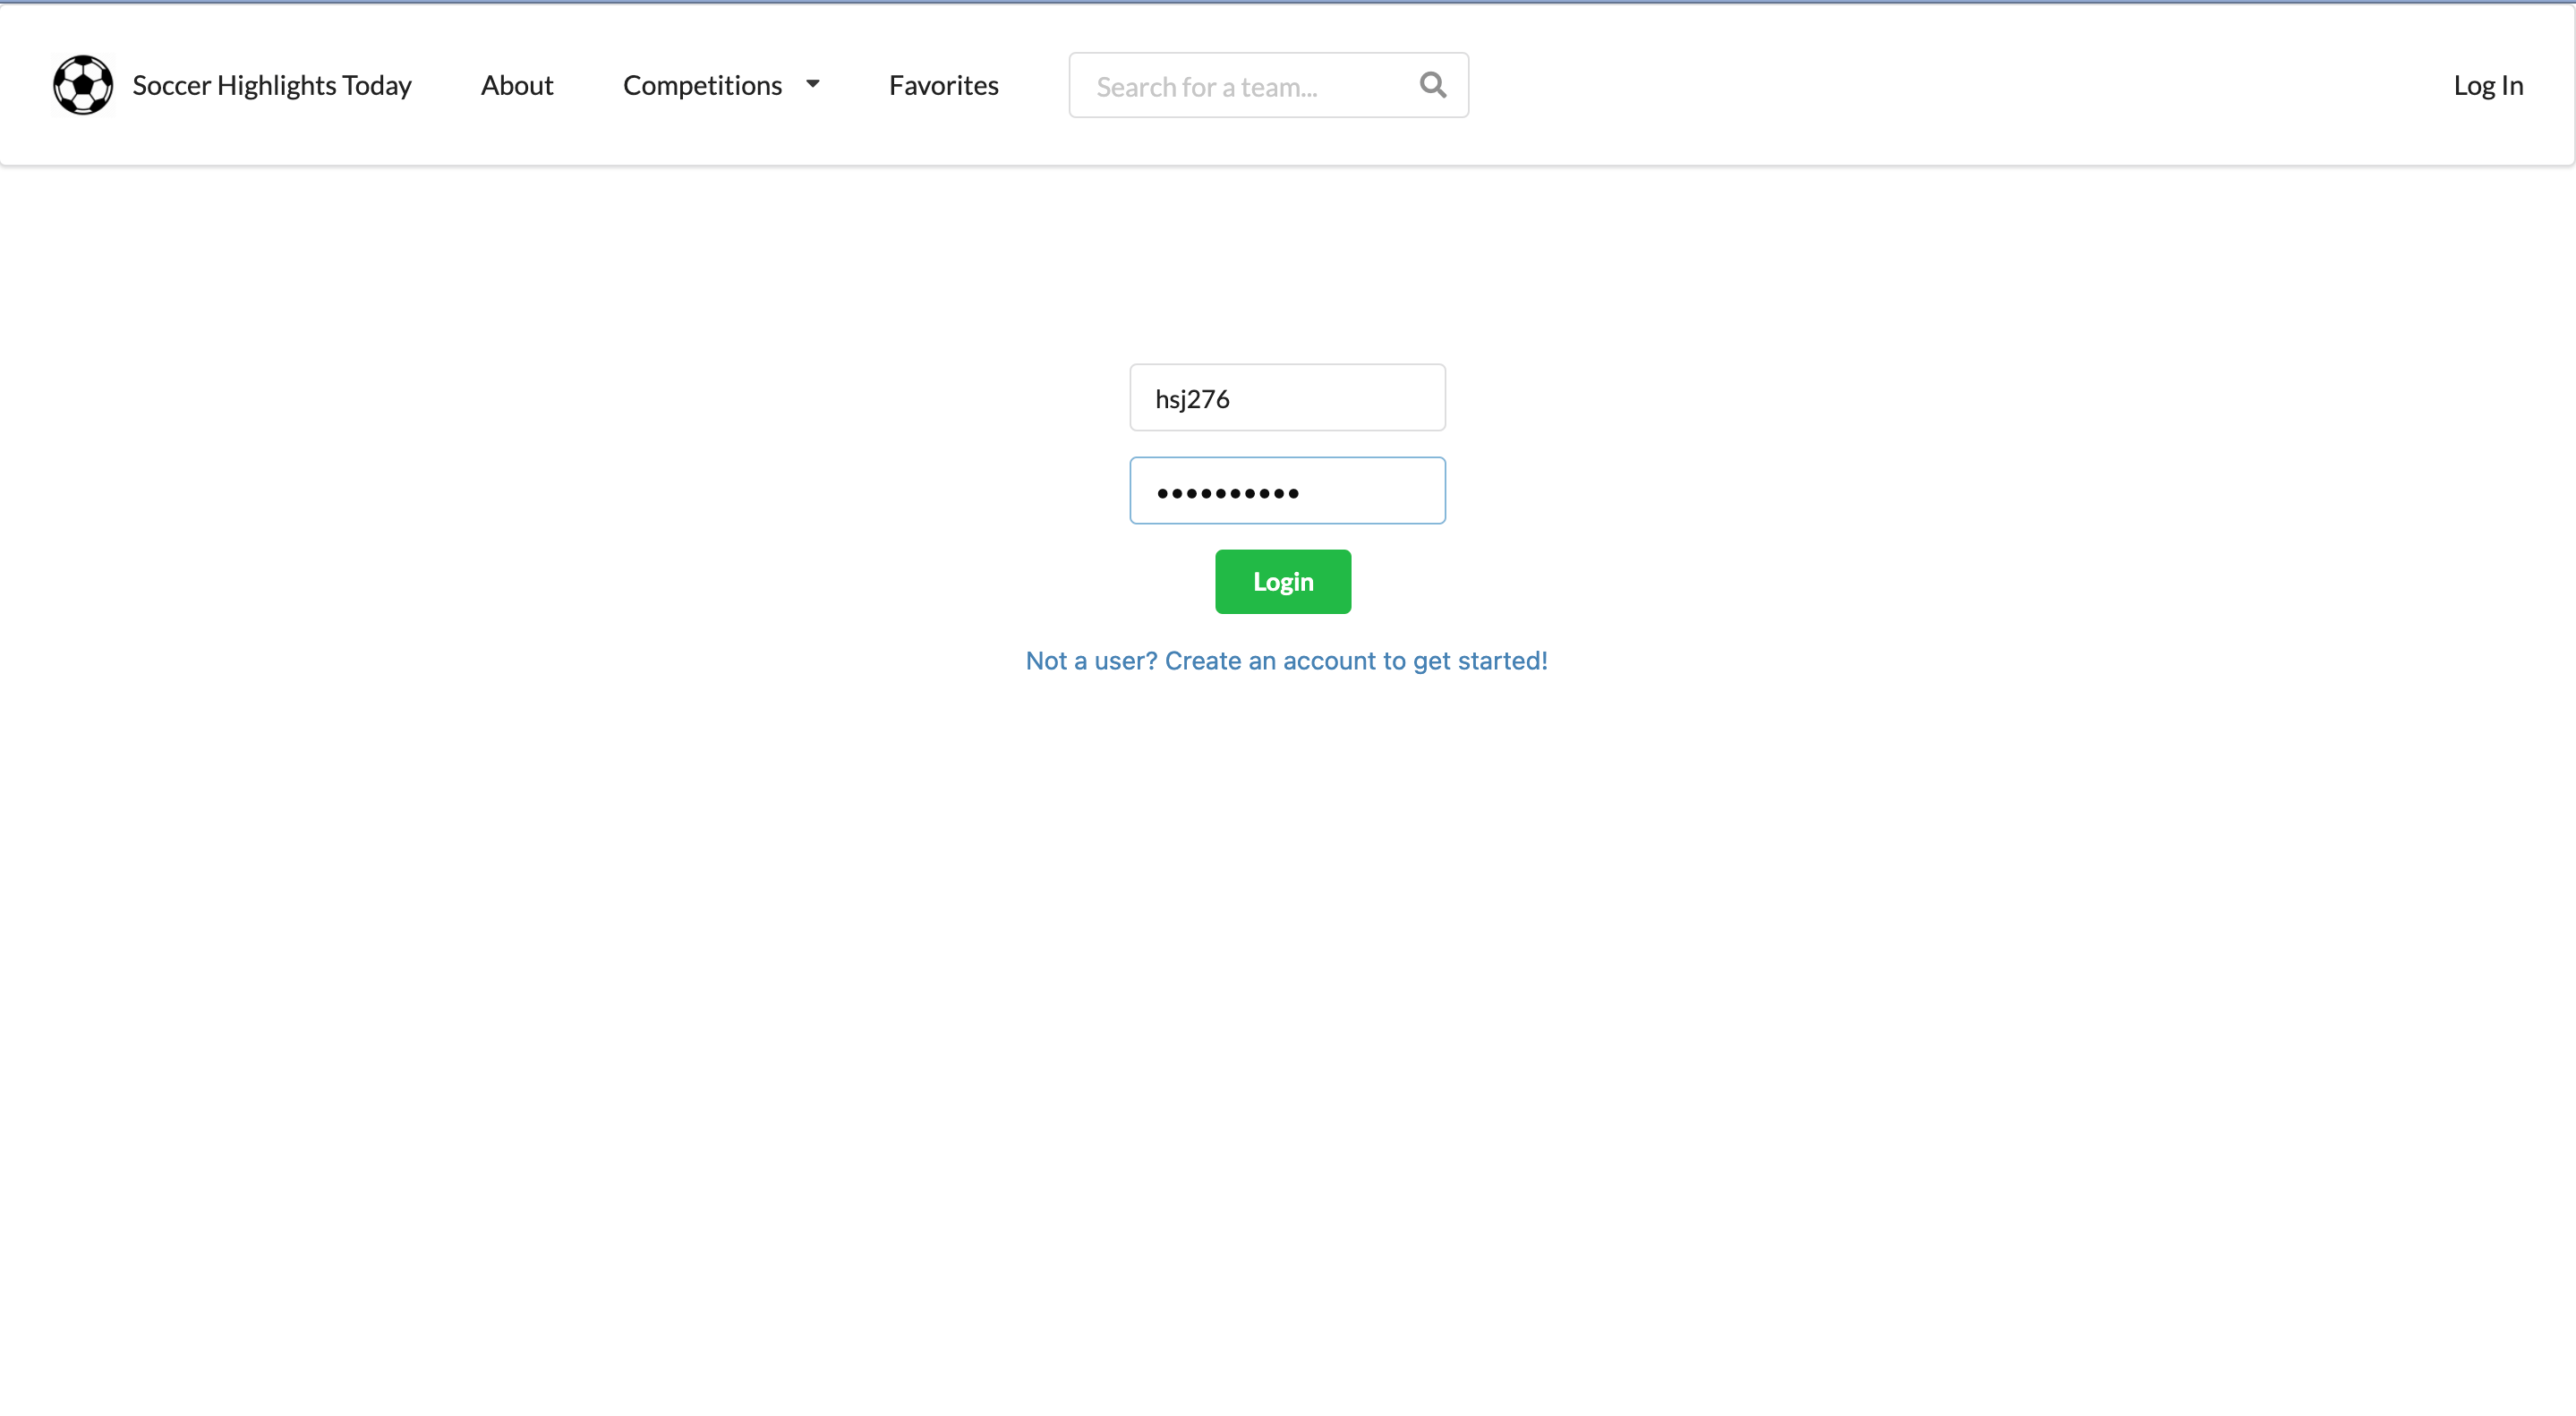 Soccer Highlights Today About Competitions Favorites Search for a team... Log In
hsj276
••••••••••
Login
Not a user? Create an account to get started!